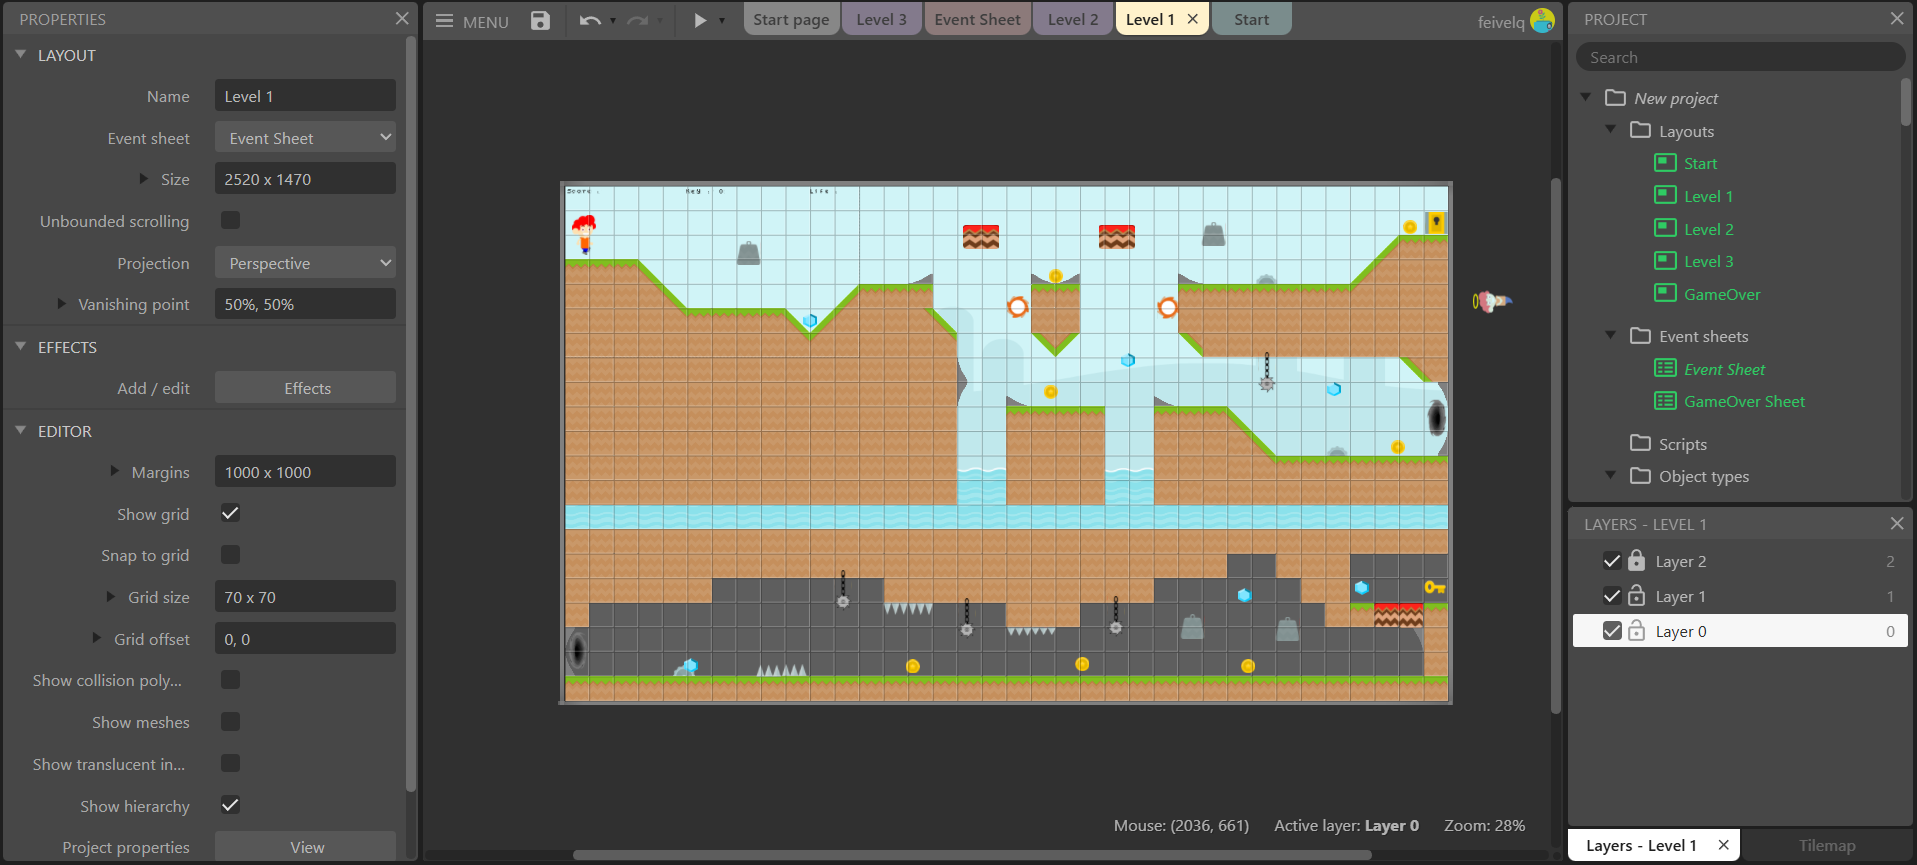 PROPERTIES
LAYOUT
Name Level 1
Event sheet Event Sheet
Size 2520 x 1470
Unbounded scrolling
Projection Perspective
Vanishing point 50%, 50%
EFFECTS
Add / edit Effects
EDITOR
Margins 1000 x 1000
Show grid
Snap to grid
Grid size 70 x 70
Grid offset 0, 0
Show collision poly...
Show meshes
Show translucent in...
Show hierarchy
Project properties View
MENU
Start page Level 3 Event Sheet Level 2 Level 1 Start
feivelq
Score : Key : 0 Life :
Mouse: (2036, 661) Active layer: Layer 0 Zoom: 28%
PROJECT
Search
New project
Layouts
Start
Level 1
Level 2
Level 3
GameOver
Event sheets
Event Sheet
GameOver Sheet
Scripts
Object types
LAYERS - LEVEL 1
Layer 2 2
Layer 1 1
Layer 0 0
Layers - Level 1 Tilemap